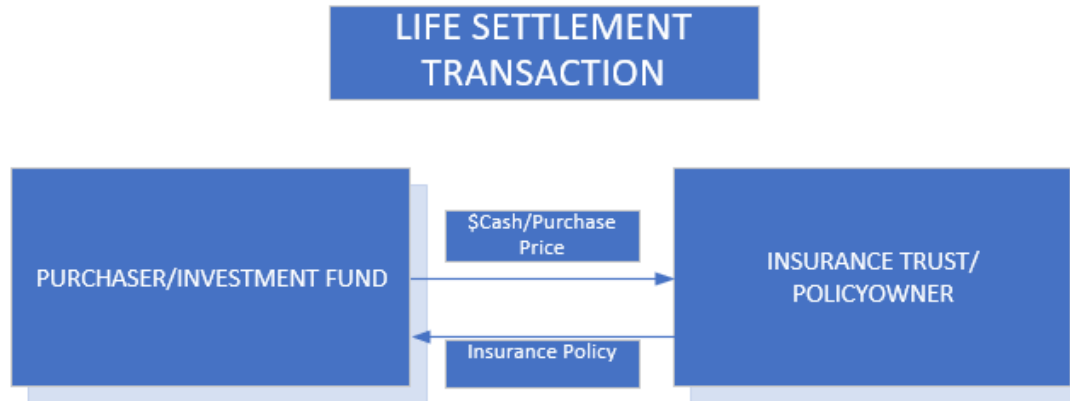 LIFE SETTLEMENT
TRANSACTION
$Cash/Purchase
Price
PURCHASER/INVESTMENT FUND
INSURANCE TRUST/
POLICYOWNER
Insurance Policy